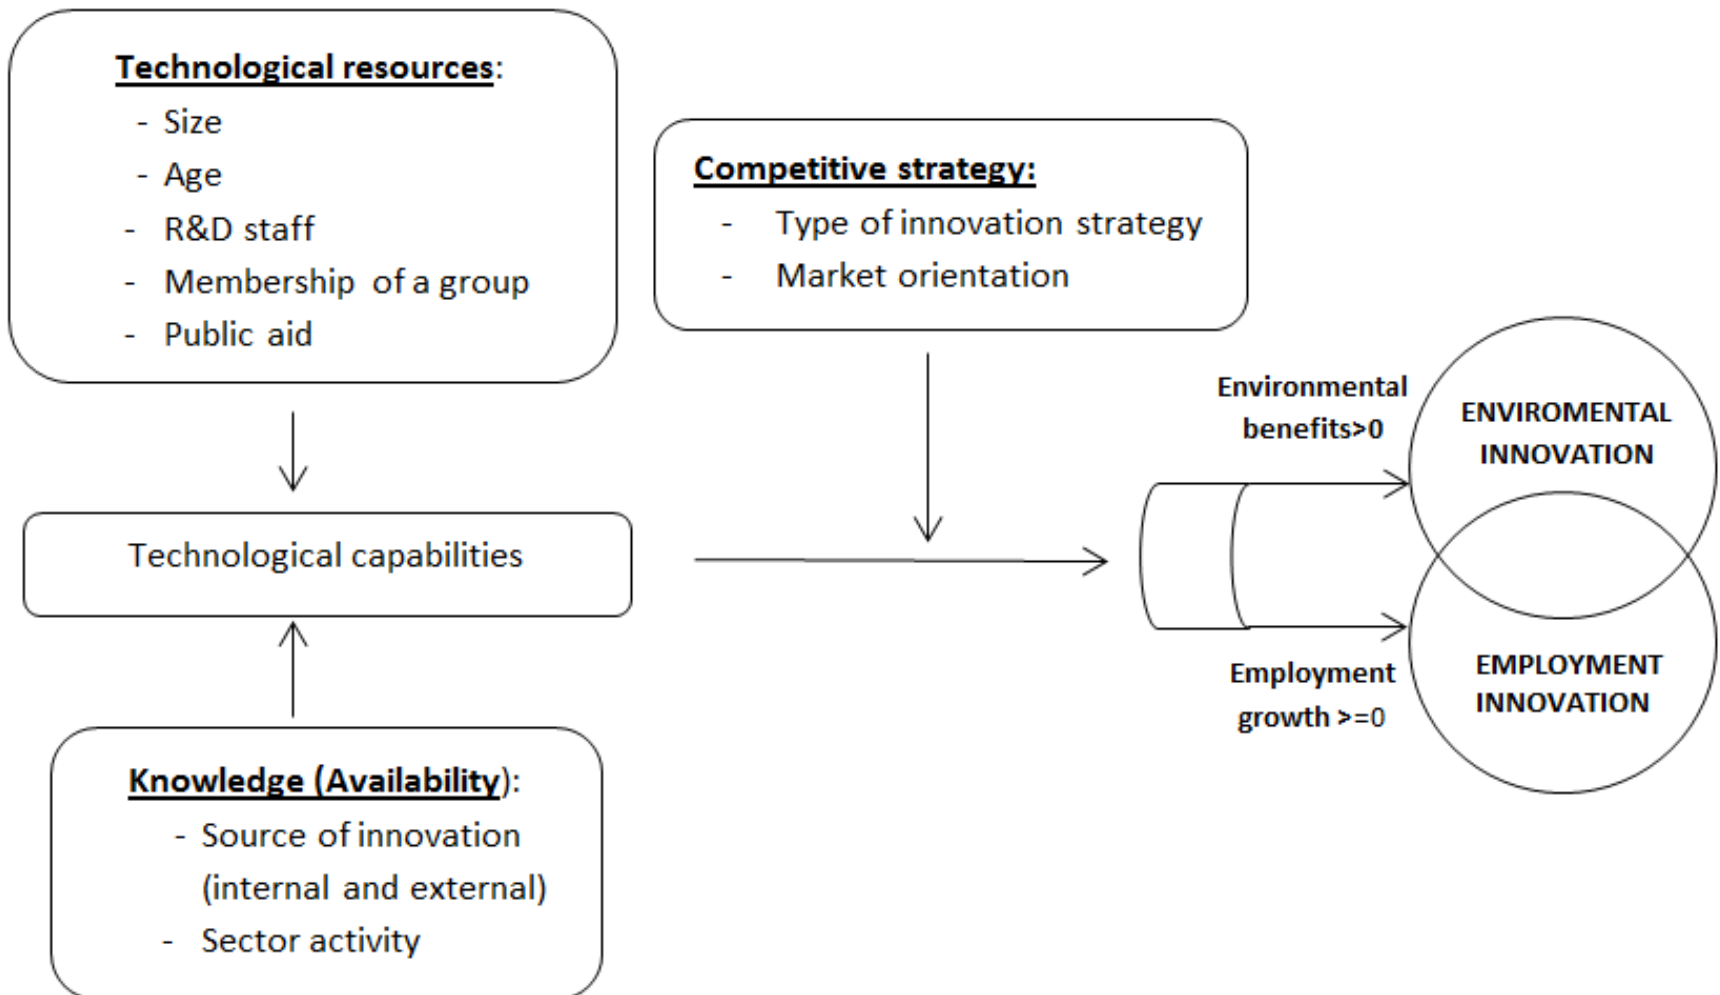 Technological resources:
- Size
- Age
- R&D staff
- Membership of a group
- Public aid
Competitive strategy:
- Type of innovation strategy
- Market orientation
Environmental
benefits>0
ENVIROMENTAL
INNOVATION
Technological capabilities
Employment
growth >=0
EMPLOYMENT
INNOVATION
Knowledge (Availability):
- Source of innovation
(internal and external)
- Sector activity